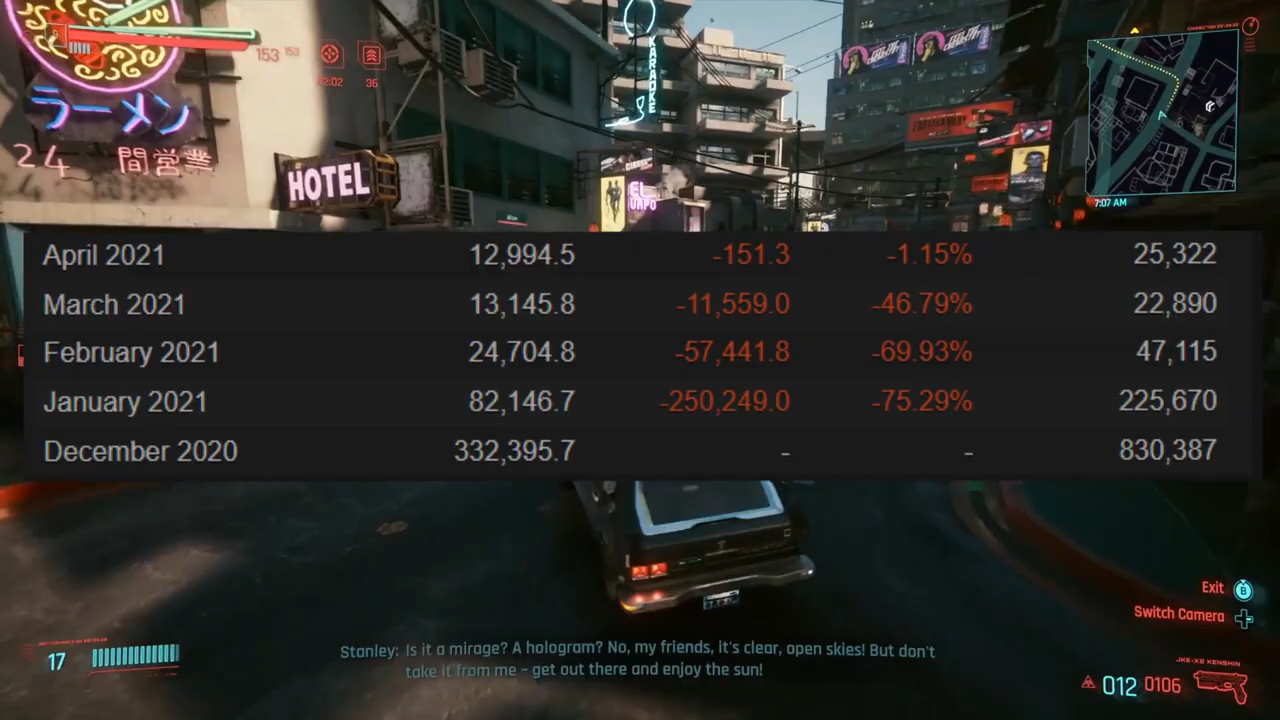 153 153
42:02 36
KARAOKE
ラーメン
24 間営業
HOTEL
EL
7:07 AM
April 2021 12,994.5 -151.3 -1.15% 25,322
March 2021 13,145.8 -11,559.0 -46.79% 22,890
February 2021 24,704.8 -57,441.8 -69.93% 47,115
January 2021 82,146.7 -250,249.0 -75.29% 225,670
December 2020 332,395.7 - - 830,387
Exit B
Switch Camera
Stanley: Is it a mirage? A hologram? No, my friends, it's clear, open skies! But don't
take it from me – get out there and enjoy the sun!
17
JKE-X2 KENSHIN
012 0106